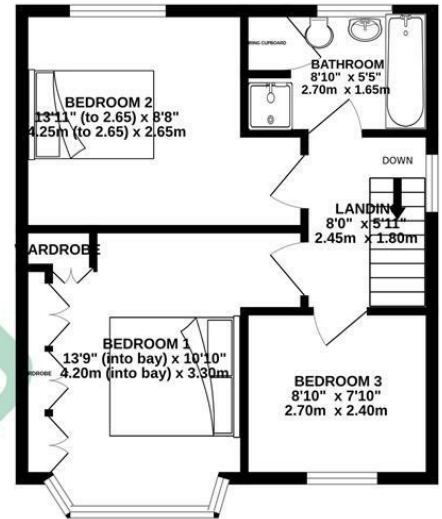 BATHROOM
8'10" x 5'5"
2.70m x 1.65m
BEDROOM 2
13'11" (to 2.65) x 8'8"
4.25m (to 2.65) x 2.65m
DOWN
LANDING
8'0" x 5'11"
2.45m x 1.80m
WARDROBE
BEDROOM 1
13'9" (into bay) x 10'10"
4.20m (into bay) x 3.30m
BEDROOM 3
8'10" x 7'10"
2.70m x 2.40m